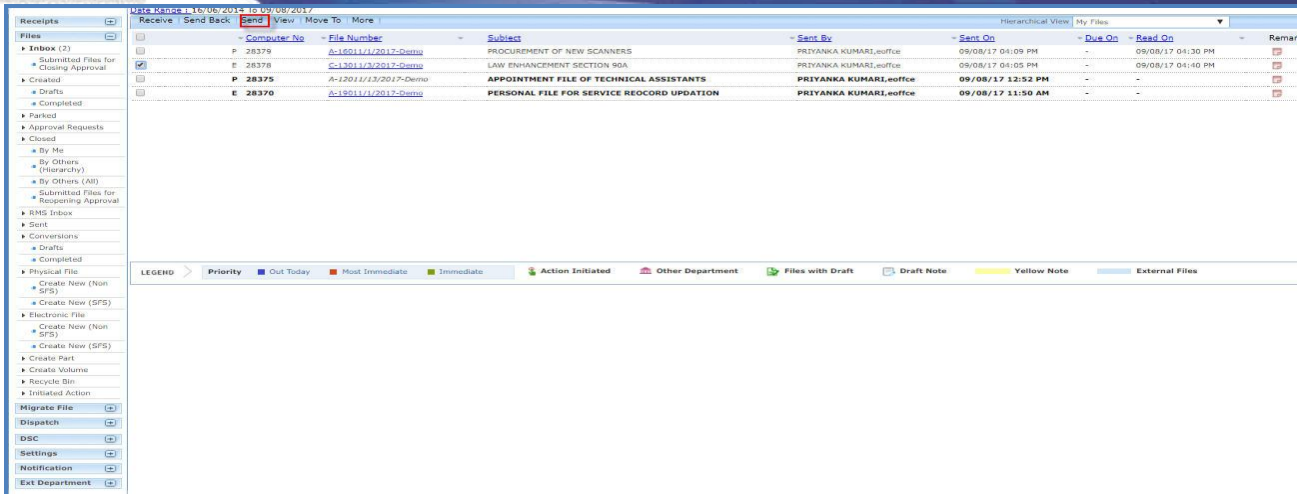 Date Range : 16/06/2014 To 09/08/2017
Receive Send Back Send View Move To More Hierarchical View My Files
Computer No File Number Subject Sent By Sent On Due On Read On Remar
P 28379 A-16011/1/2017-Demo PROCUREMENT OF NEW SCANNERS PRIYANKA KUMARI,eoffce 09/08/17 04:09 PM - 09/08/17 04:30 PM
E 28378 C-13011/3/2017-Demo LAW ENHANCEMENT SECTION 90A PRIYANKA KUMARI,eoffce 09/08/17 04:05 PM - 09/08/17 04:40 PM
P 28375 A-12011/13/2017-Demo APPOINTMENT FILE OF TECHNICAL ASSISTANTS PRIYANKA KUMARI,eoffce 09/08/17 12:52 PM - -
E 28370 A-19011/1/2017-Demo PERSONAL FILE FOR SERVICE REOCORD UPDATION PRIYANKA KUMARI,eoffce 09/08/17 11:50 AM - -
LEGEND Priority Out Today Most Immediate Immediate Action Initiated Other Department Files with Draft Draft Note Yellow Note External Files
Receipts
Files
Inbox (2)
Submitted Files for
Closing Approval
Created
Drafts
Completed
Parked
Approval Requests
Closed
By Me
By Others
(Hierarchy)
By Others (All)
Submitted Files for
Reopening Approval
RMS Inbox
Sent
Conversions
Drafts
Completed
Physical File
Create New (Non
SFS)
Create New (SFS)
Electronic File
Create New (Non
SFS)
Create New (SFS)
Create Part
Create Volume
Recycle Bin
Initiated Action
Migrate File
Dispatch
DSC
Settings
Notification
Ext Department